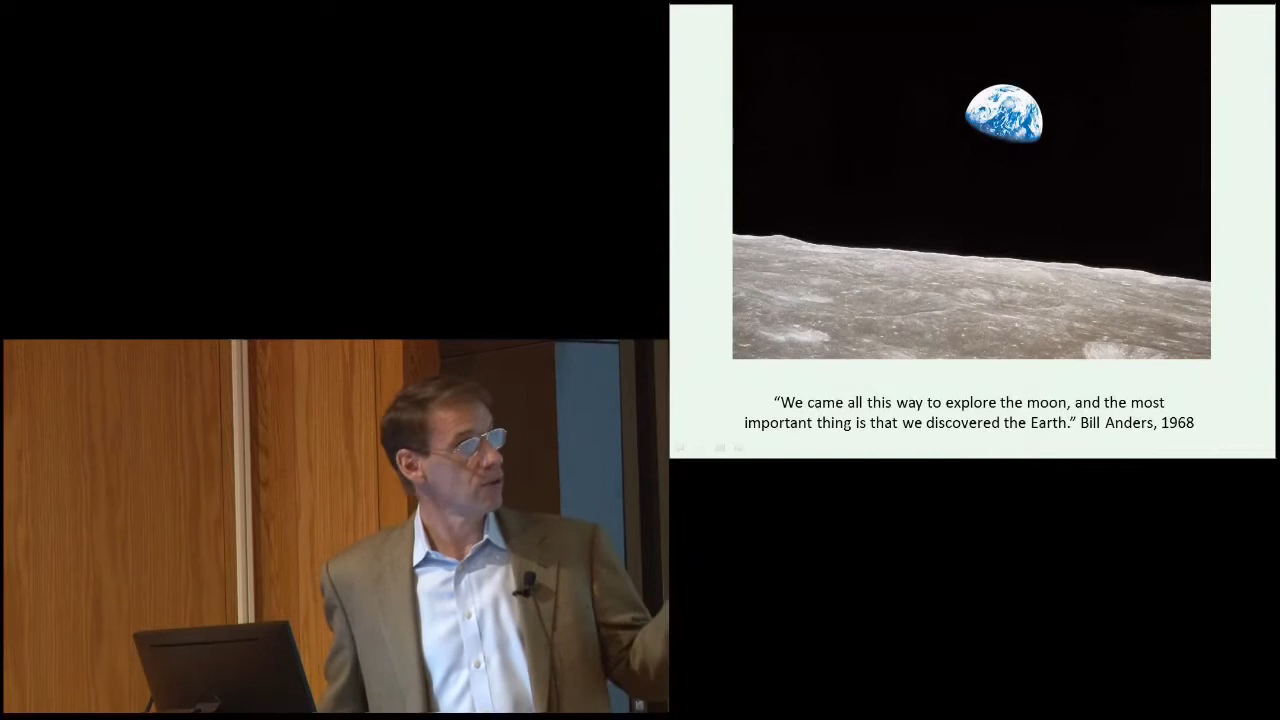 “We came all this way to explore the moon, and the most
important thing is that we discovered the Earth.” Bill Anders, 1968